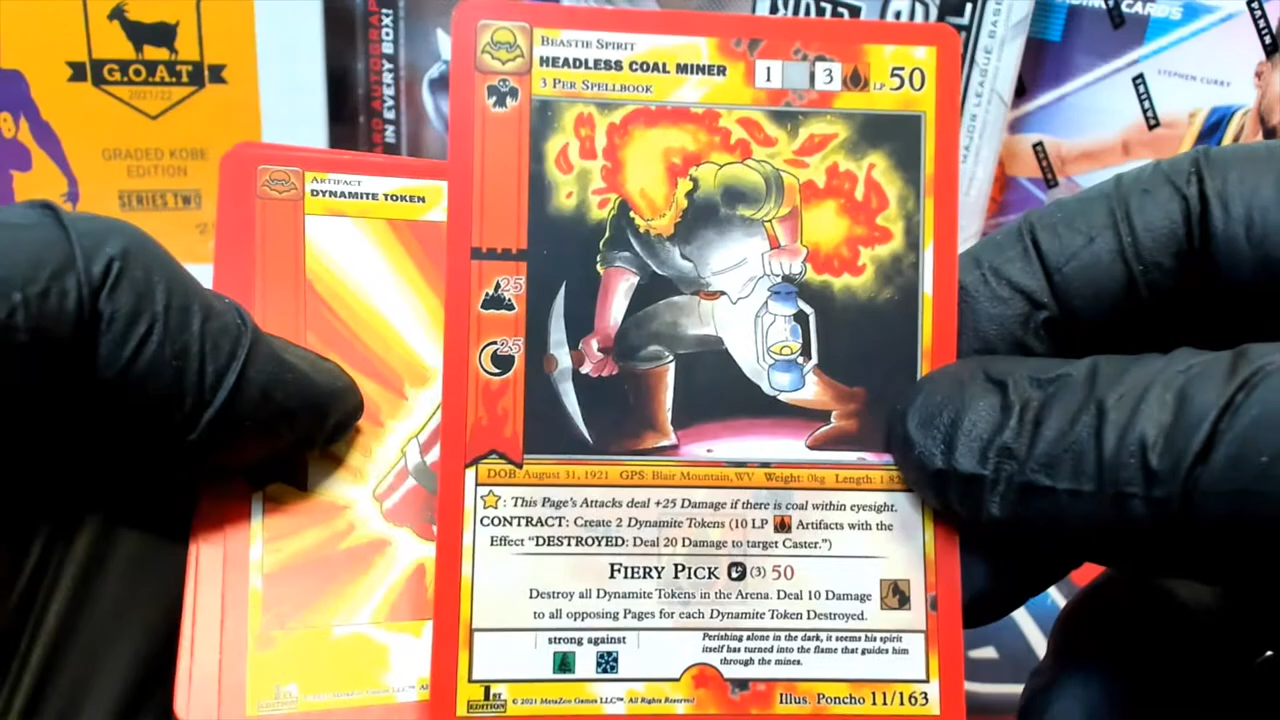 G.O.A.T
2021/22
GRADED KOBE
EDITION
SERIES TWO
IN EVERY BOX!
MAJOR LEAGUE BASE
CARDS
STEPHEN CURRY
PANINI
PANINI
ARTIFACT
DYNAMITE TOKEN
1ST
EDITION
BEASTIE SPIRIT
HEADLESS COAL MINER
3 PER SPELLBOOK
1 3 LP 50
25
25
DOB: August 31, 1921 GPS: Blair Mountain, WV Weight: 0kg Length: 1.82
: This Page's Attacks deal +25 Damage if there is coal within eyesight.
CONTRACT: Create 2 Dynamite Tokens (10 LP Artifacts with the
Effect "DESTROYED: Deal 20 Damage to target Caster.")
FIERY PICK (3) 50
Destroy all Dynamite Tokens in the Arena. Deal 10 Damage
to all opposing Pages for each Dynamite Token Destroyed.
strong against
Perishing alone in the dark, it seems his spirit
itself has turned into the flame that guides him
through the mines.
1ST
EDITION
© 2021 MetaZoo Games LLC™. All Rights Reserved
Illus. Poncho 11/163